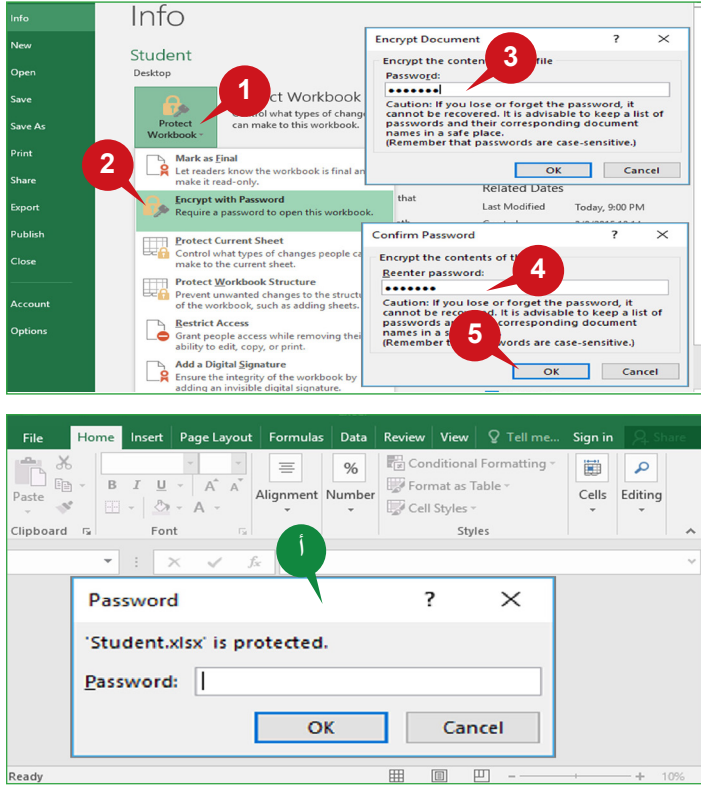 Info
New
Open
Save
Save As
Print
Share
Export
Publish
Close
Account
Options
Info
Student
Desktop
1
Protect
Workbook
ct Workbook
ol what types of change
can make to this workbook.
2
Mark as Final
Let readers know the workbook is final an
make it read-only.
Encrypt with Password
Require a password to open this workbook.
Protect Current Sheet
Control what types of changes people ca
make to the current sheet.
Protect Workbook Structure
Prevent unwanted changes to the structu
of the workbook, such as adding sheets.
Restrict Access
Grant people access while removing thei
ability to edit, copy, or print.
Add a Digital Signature
Ensure the integrity of the workbook by
adding an invisible digital signature.
that
Related Dates
Last Modified Today, 9:00 PM
Encrypt Document ? ×
3
Encrypt the conten file
Password:
•••••••
Caution: If you lose or forget the password, it
cannot be recovered. It is advisable to keep a list of
passwords and their corresponding document
names in a safe place.
(Remember that passwords are case-sensitive.)
OK Cancel
Confirm Password ? ×
4
Encrypt the contents of t
Reenter password:
•••••••
Caution: If you lose or forget the password, it
cannot be reco d. It is advisable to keep a list of
passwords a corresponding document
names in a s
(Remember t words are case-sensitive.)
5
OK Cancel
File Home Insert Page Layout Formulas Data Review View Tell me... Sign in Share
Paste
Clipboard
B I U A A
A
Font
Alignment
%
Number
Conditional Formatting
Format as Table
Cell Styles
Styles
Cells
Editing
fx
أ
Password ? ×
'Student.xlsx' is protected.
Password:
OK Cancel
Ready 10%